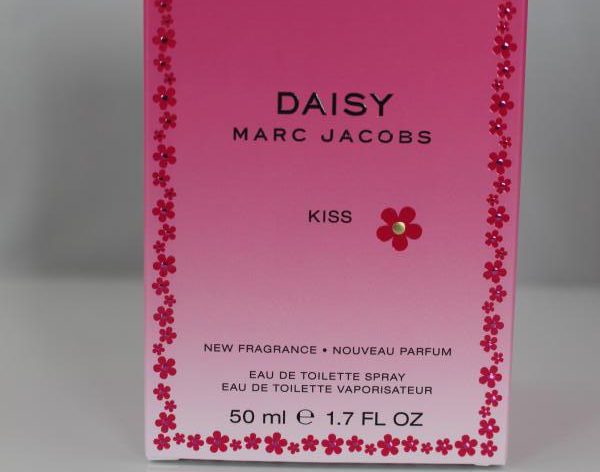 DAISY
MARC JACOBS
KISS
NEW FRAGRANCE • NOUVEAU PARFUM
EAU DE TOILETTE SPRAY
EAU DE TOILETTE VAPORISATEUR
50 ml ℮ 1.7 FL OZ